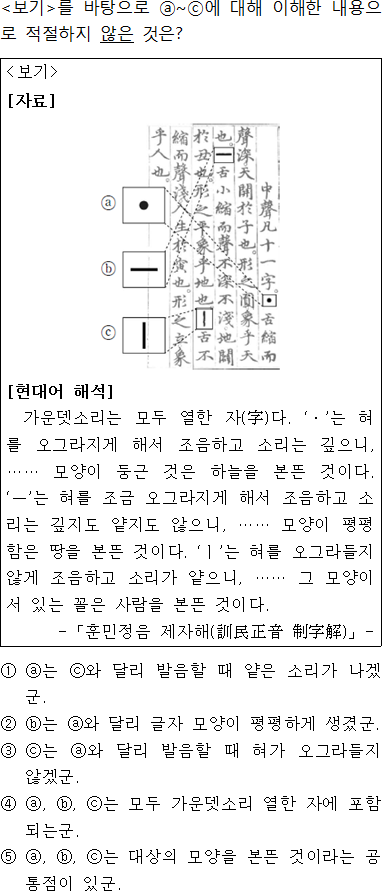 <보기>를 바탕으로 ⓐ~ⓒ에 대해 이해한 내용으
로 적절하지 않은 것은?
<보기>
[자료]
中聲凡十一字。・舌縮而
聲深天開於子也。形之圓象乎天
也。ㅡ舌小縮而聲不深不淺地闢
於丑也。形之平象乎地也。ㅣ舌不
縮而聲淺人生於寅也。形之立象
乎人也。
ⓐ ・
ⓑ ㅡ
ⓒ ㅣ
[현대어 해석]
가운뎃소리는 모두 열한 자(字)다. ‘・’는 혀
를 오그라지게 해서 조음하고 소리는 깊으니,
…… 모양이 둥근 것은 하늘을 본뜬 것이다.
‘ㅡ’는 혀를 조금 오그라지게 해서 조음하고 소
리는 깊지도 얕지도 않으니, …… 모양이 평평
함은 땅을 본뜬 것이다. ‘ㅣ’는 혀를 오그라들지
않게 조음하고 소리가 얕으니, …… 그 모양이
서 있는 꼴은 사람을 본뜬 것이다.
-「훈민정음 제자해(訓民正音 制字解)」-
① ⓐ는 ⓒ와 달리 발음할 때 얕은 소리가 나겠
군.
② ⓑ는 ⓐ와 달리 글자 모양이 평평하게 생겼군.
③ ⓒ는 ⓐ와 달리 발음할 때 혀가 오그라들지
않겠군.
④ ⓐ, ⓑ, ⓒ는 모두 가운뎃소리 열한 자에 포함
되는군.
⑤ ⓐ, ⓑ, ⓒ는 대상의 모양을 본뜬 것이라는 공
통점이 있군.